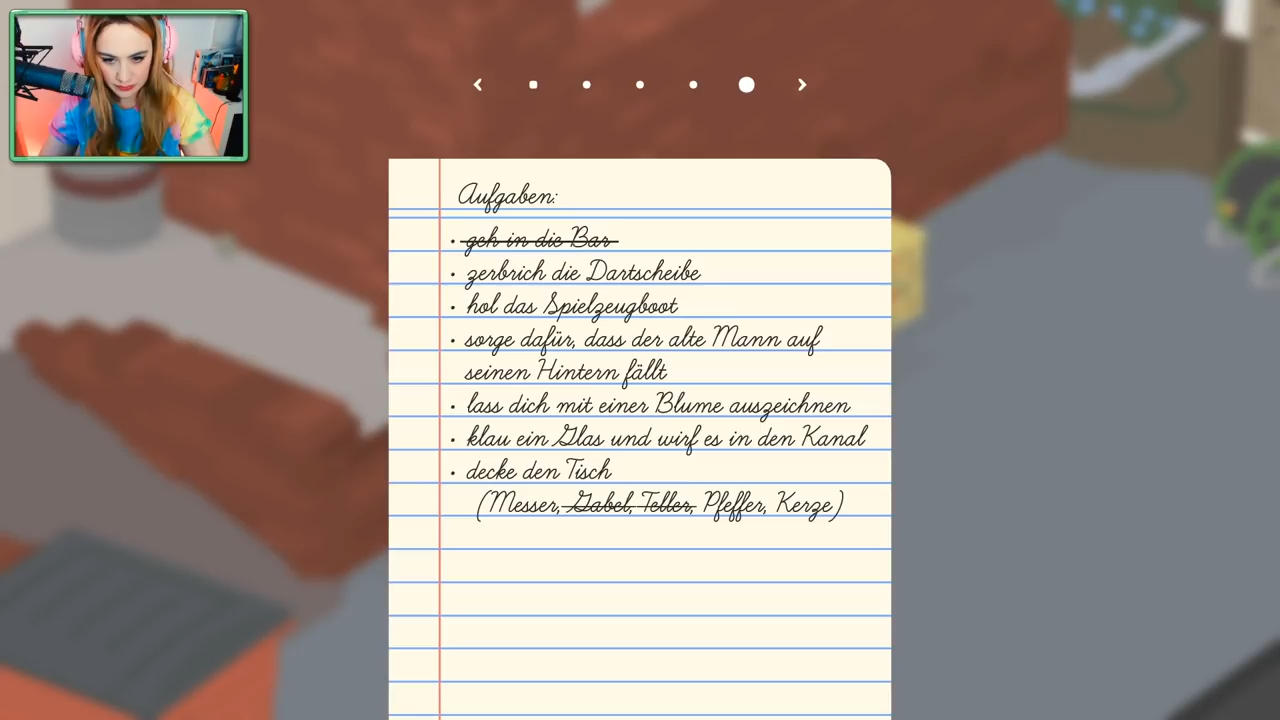 Aufgaben:
• geh in die Bar
• zerbrich die Dartscheibe
• hol das Spielzeugboot
• sorge dafür, dass der alte Mann auf
seinen Hintern fällt
• lass dich mit einer Blume auszeichnen
• klau ein Glas und wirf es in den Kanal
• decke den Tisch
(Messer, Gabel, Teller, Pfeffer, Kerze)